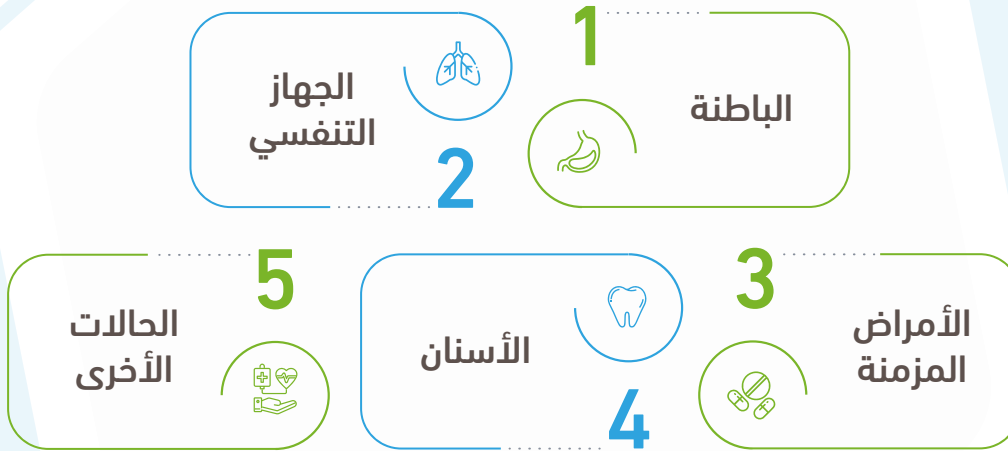 1
الباطنة
2
الجهاز
التنفسي
3
الأمراض
المزمنة
4
الأسنان
5
الحالات
الأخرى